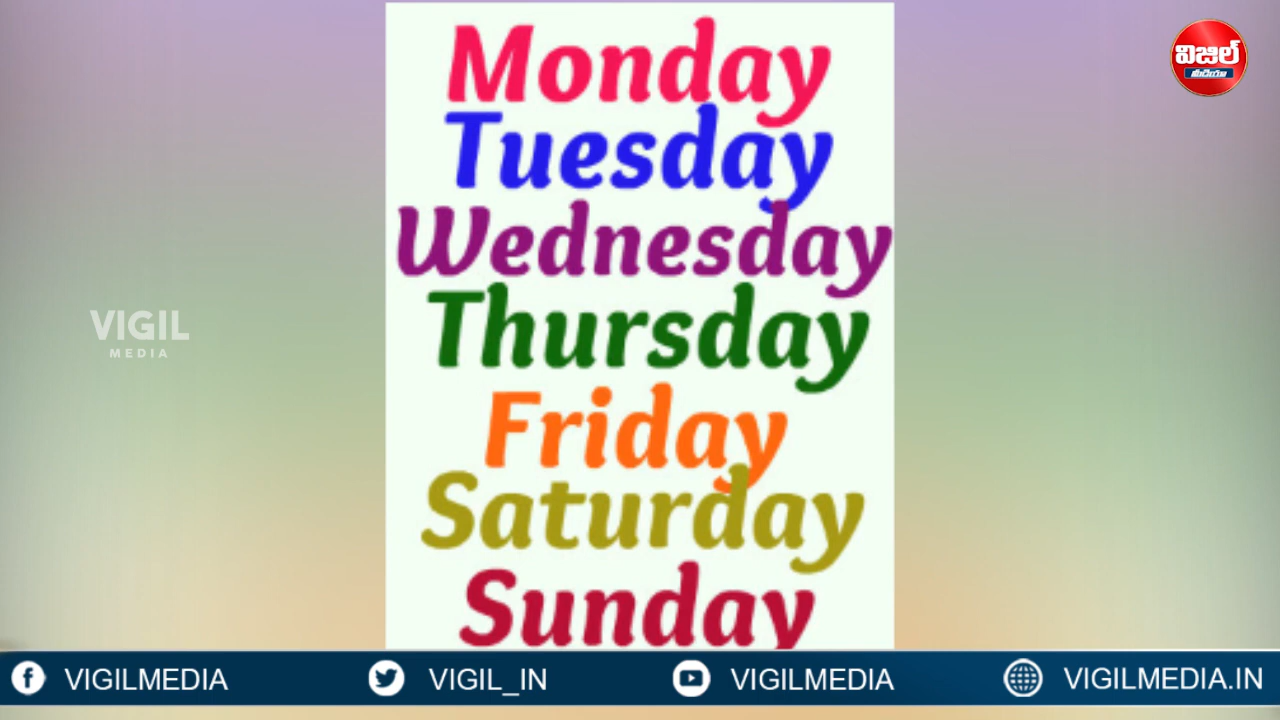 Monday
విజిల్
మీడియా
Tuesday
Wednesday
VIGIL
MEDIA
Thursday
Friday
Saturday
Sunday
VIGILMEDIA VIGIL_IN VIGILMEDIA VIGILMEDIA.IN